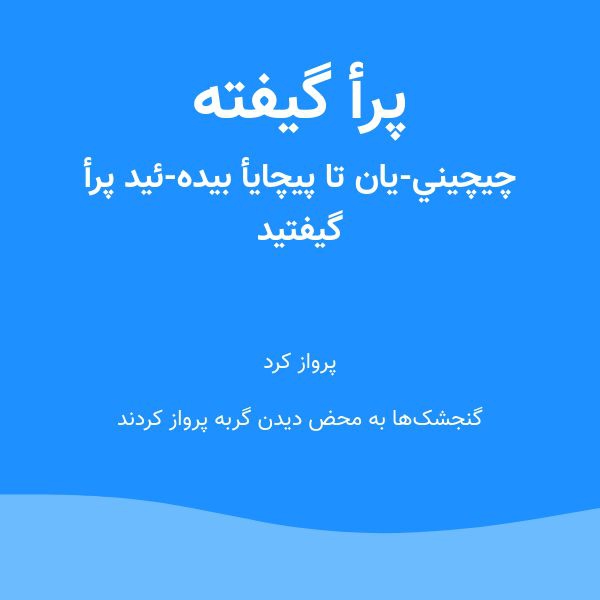 پرأ گيفته
چيچيني-يان تا پيچايأ بيده-ئيد پرأ
گيفتيد
پرواز کرد
گنجشک‌ها به محض دیدن گربه پرواز کردند